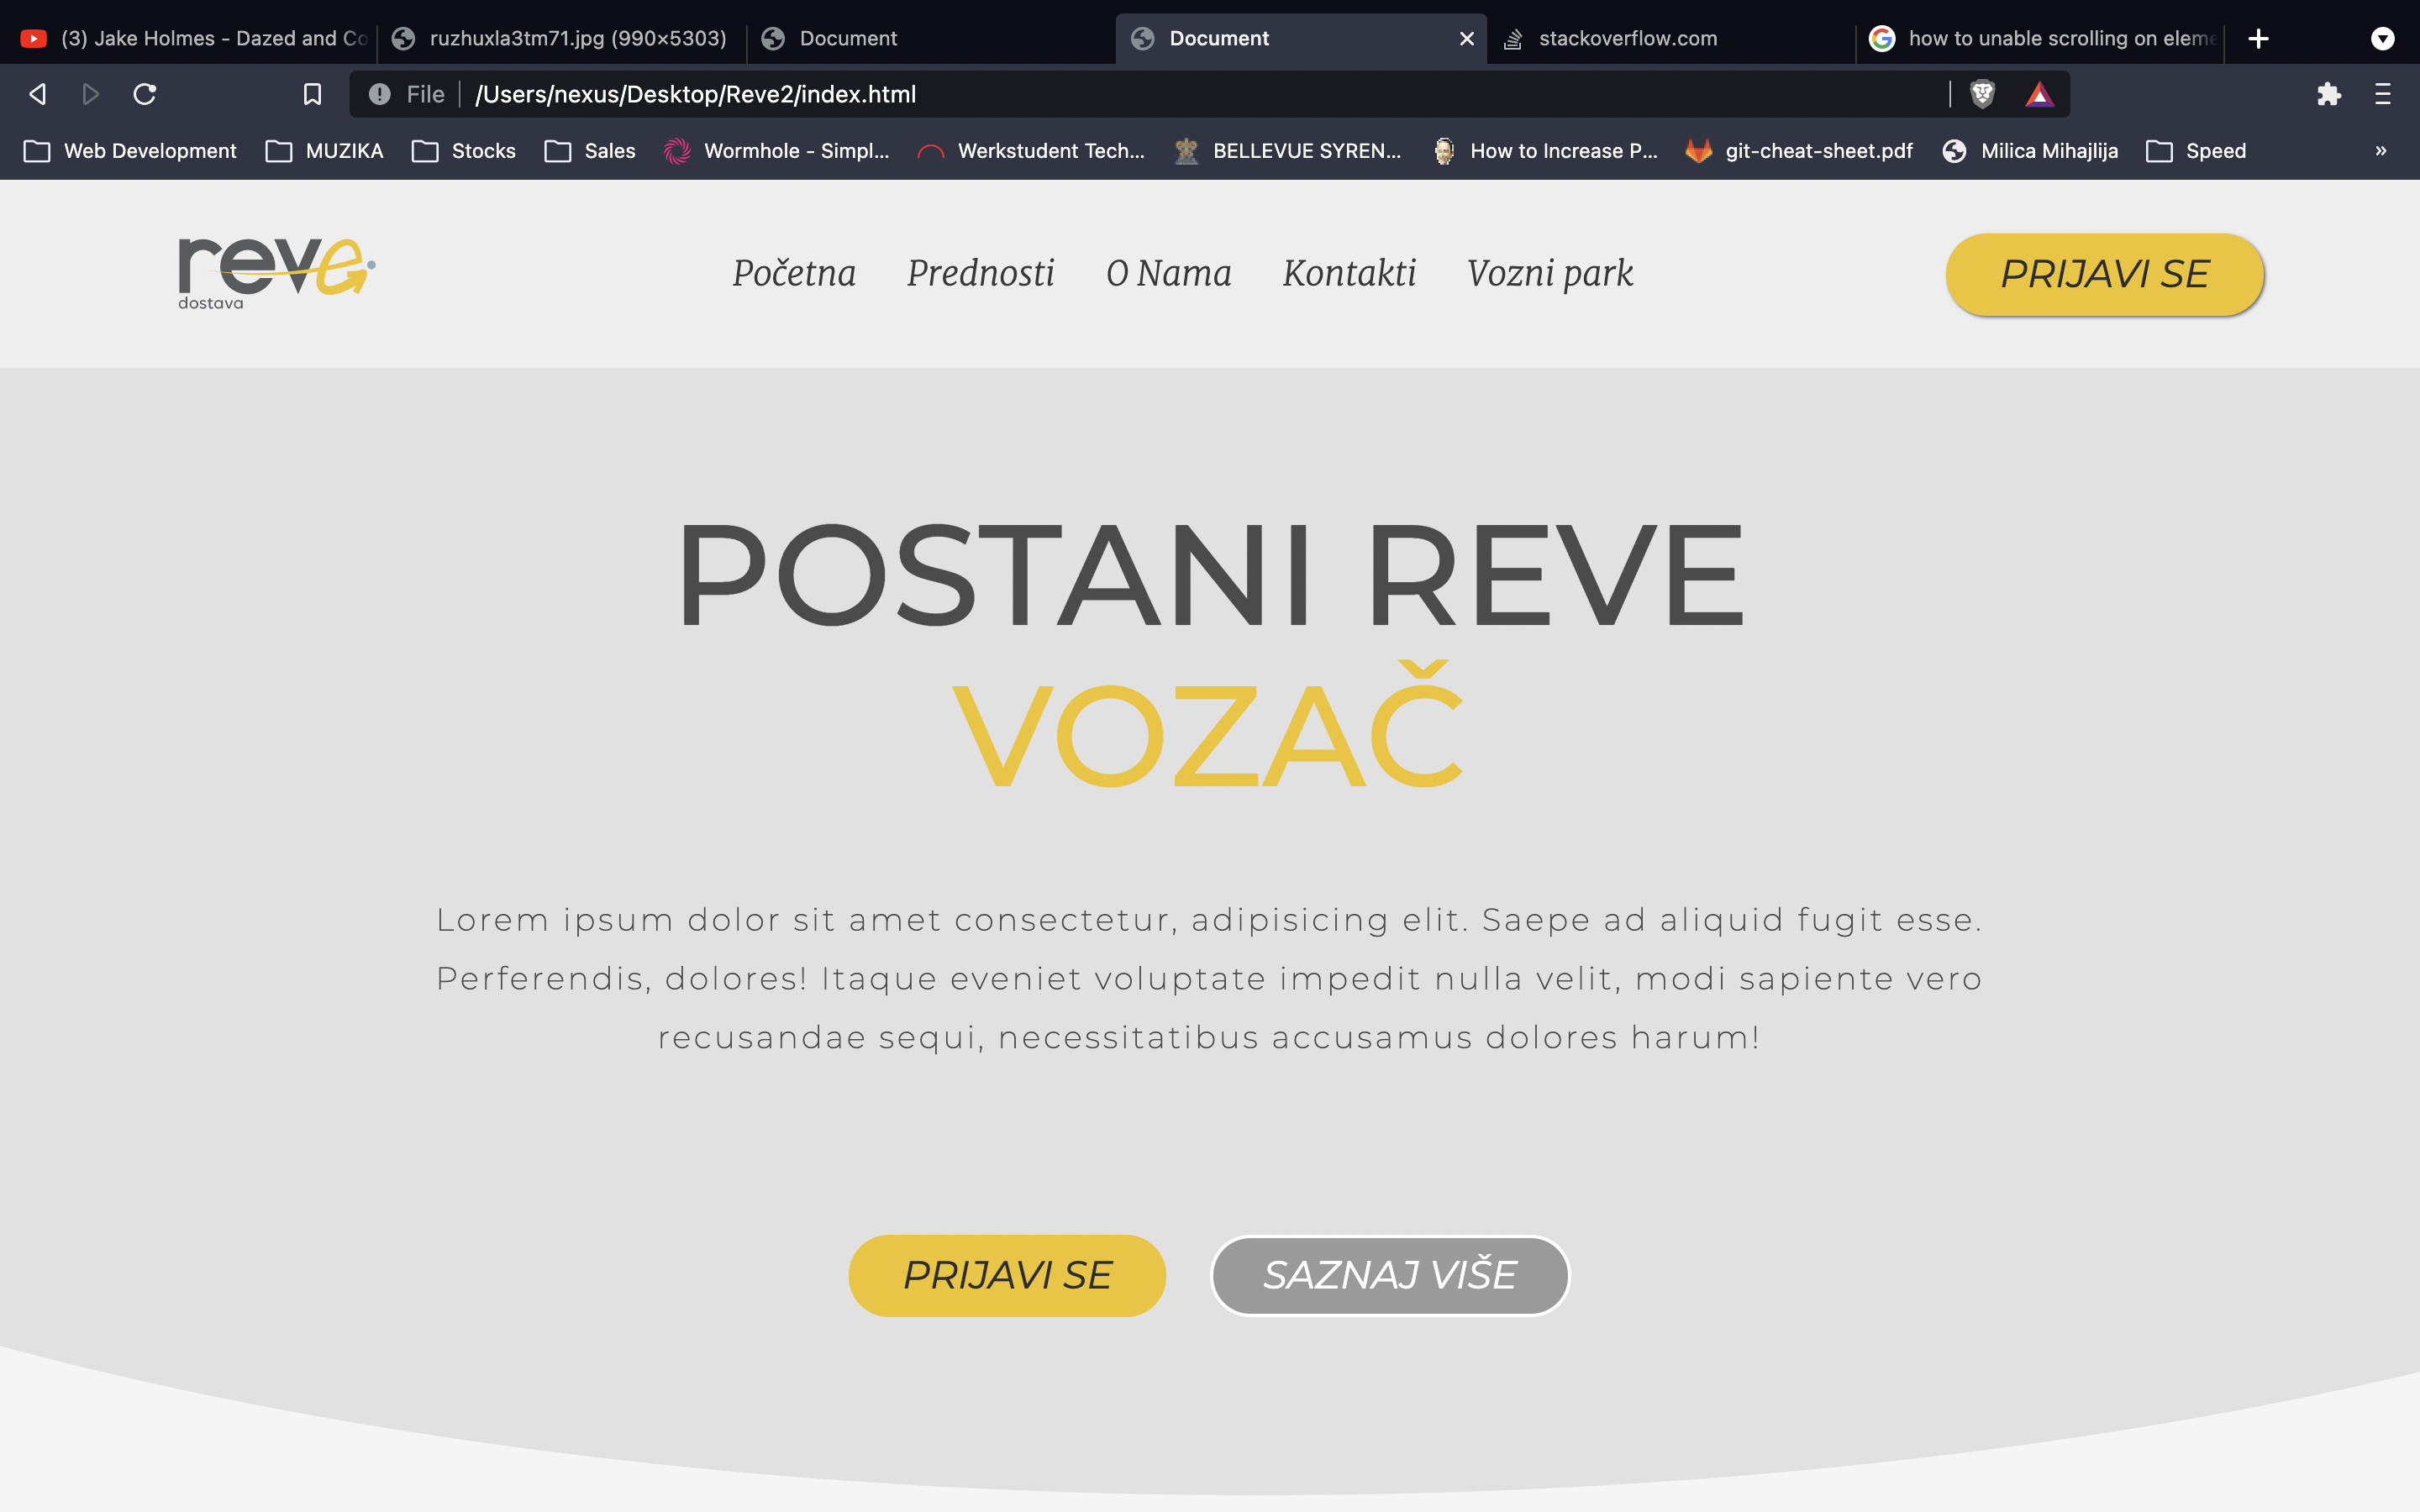 (3) Jake Holmes - Dazed and Co
ruzhuxla3tm71.jpg (990×5303)
Document
Document
stackoverflow.com
how to unable scrolling on eleme
File
/Users/nexus/Desktop/Reve2/index.html
Web Development
MUZIKA
Stocks
Sales
Wormhole - Simpl...
Werkstudent Tech...
BELLEVUE SYREN...
How to Increase P...
git-cheat-sheet.pdf
Milica Mihajlija
Speed
»
reve
dostava
Početna
Prednosti
O Nama
Kontakti
Vozni park
PRIJAVI SE
POSTANI REVE
VOZAČ
Lorem ipsum dolor sit amet consectetur, adipisicing elit. Saepe ad aliquid fugit esse.
Perferendis, dolores! Itaque eveniet voluptate impedit nulla velit, modi sapiente vero
recusandae sequi, necessitatibus accusamus dolores harum!
PRIJAVI SE
SAZNAJ VIŠE